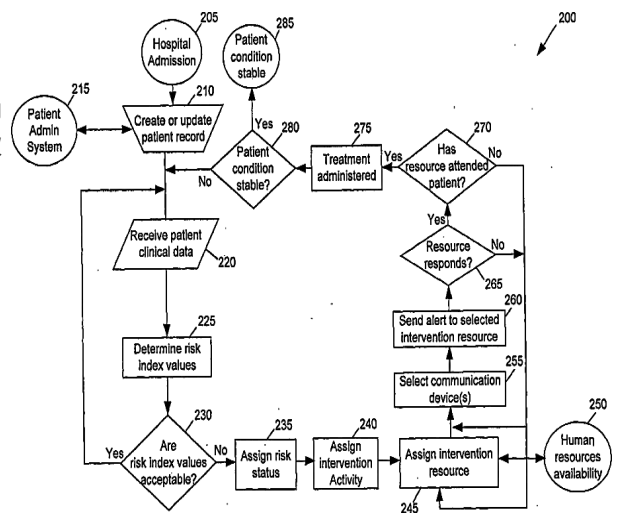 200
205
Hospital
Admission
285
Patient
condition
stable
215
Patient
Admin
System
210
Create or update
patient record
Yes
280
Patient
condition
stable?
No
275
Treatment
administered
Yes
270
Has
resource attended
patient?
No
Yes
Resource
responds?
No
265
Receive patient
clinical data
220
260
Send alert to selected
intervention resource
225
Determine risk
index values
255
Select communication
device(s)
230
Are
risk index values
acceptable?
Yes
No
235
Assign risk
status
240
Assign
intervention
Activity
Assign intervention
resource
245
250
Human
resources
availability